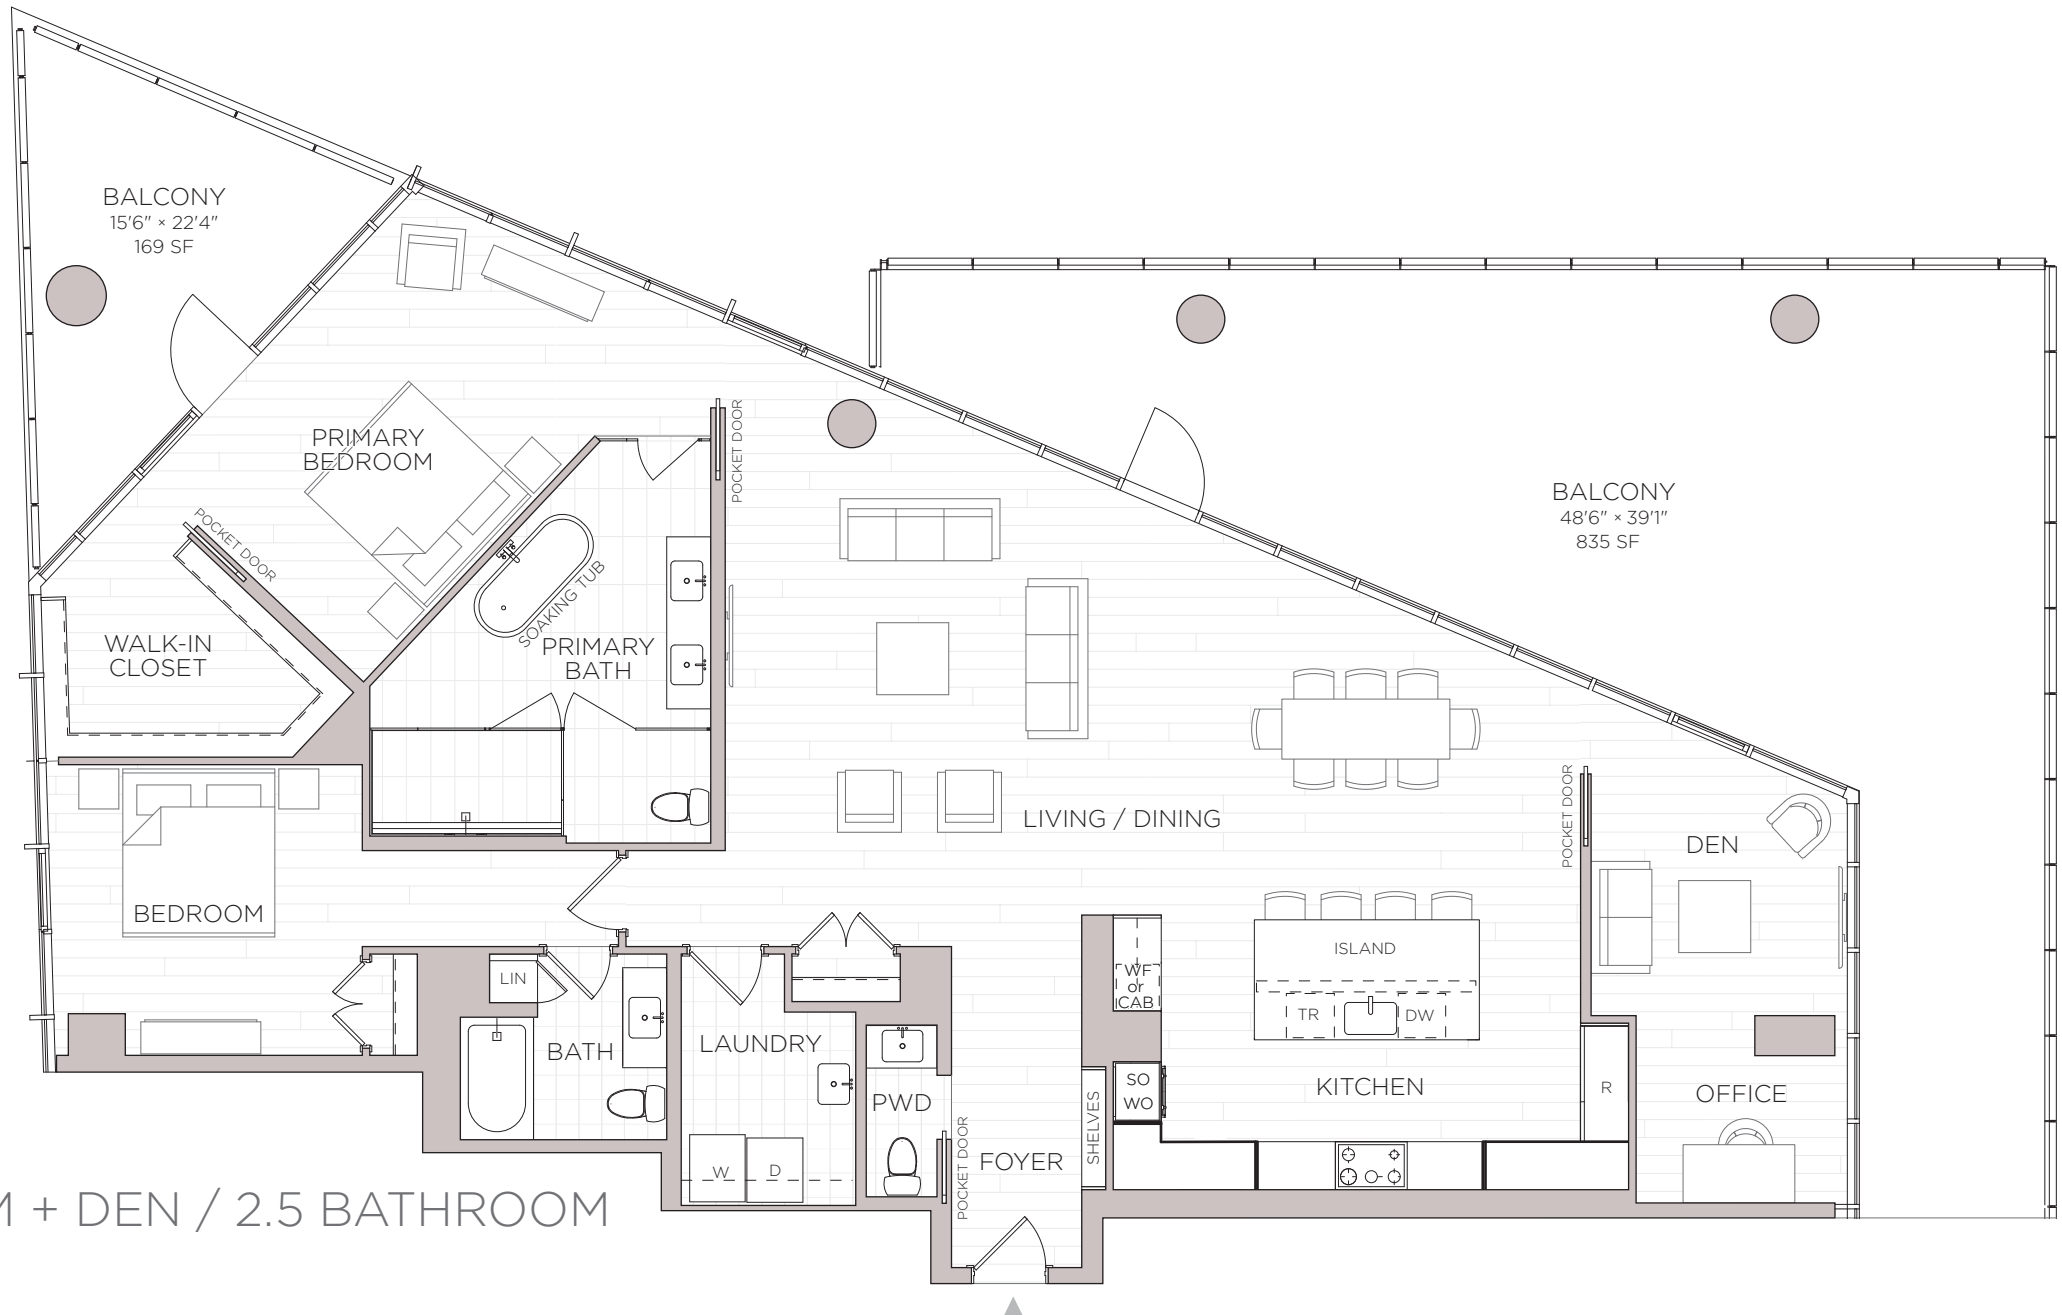 BALCONY
15'6" × 22'4"
169 SF
BALCONY
48'6" × 39'1"
835 SF
PRIMARY
BEDROOM
POCKET DOOR
POCKET DOOR
SOAKING TUB
PRIMARY
BATH
WALK-IN
CLOSET
LIVING / DINING
POCKET DOOR
DEN
BEDROOM
LIN
BATH
LAUNDRY
W
D
PWD
POCKET DOOR
FOYER
SHELVES
WF
or
CAB
SO
WO
ISLAND
TR
DW
KITCHEN
R
OFFICE
+ DEN / 2.5 BATHROOM